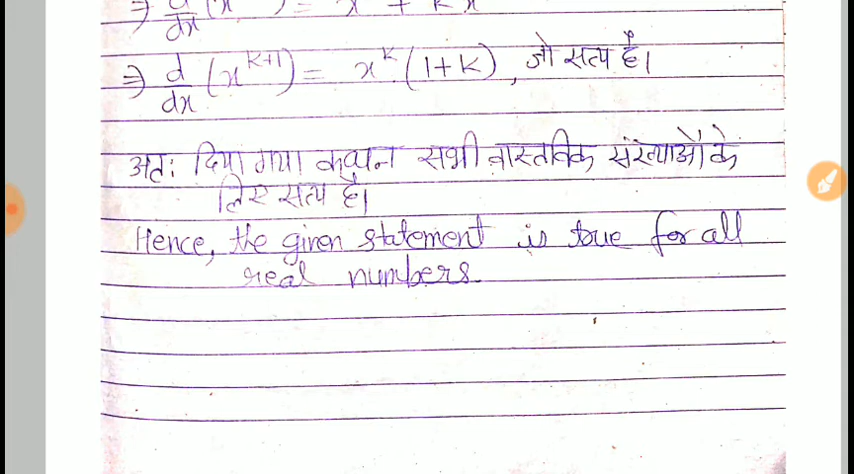 ⇒ d/dx (x^(k+1)) = x^k (1+k), जो सत्य है।
अतः दिया गया कथन सभी वास्तविक संख्याओं के
लिए सत्य है।
Hence, the given statement is true for all
real numbers.